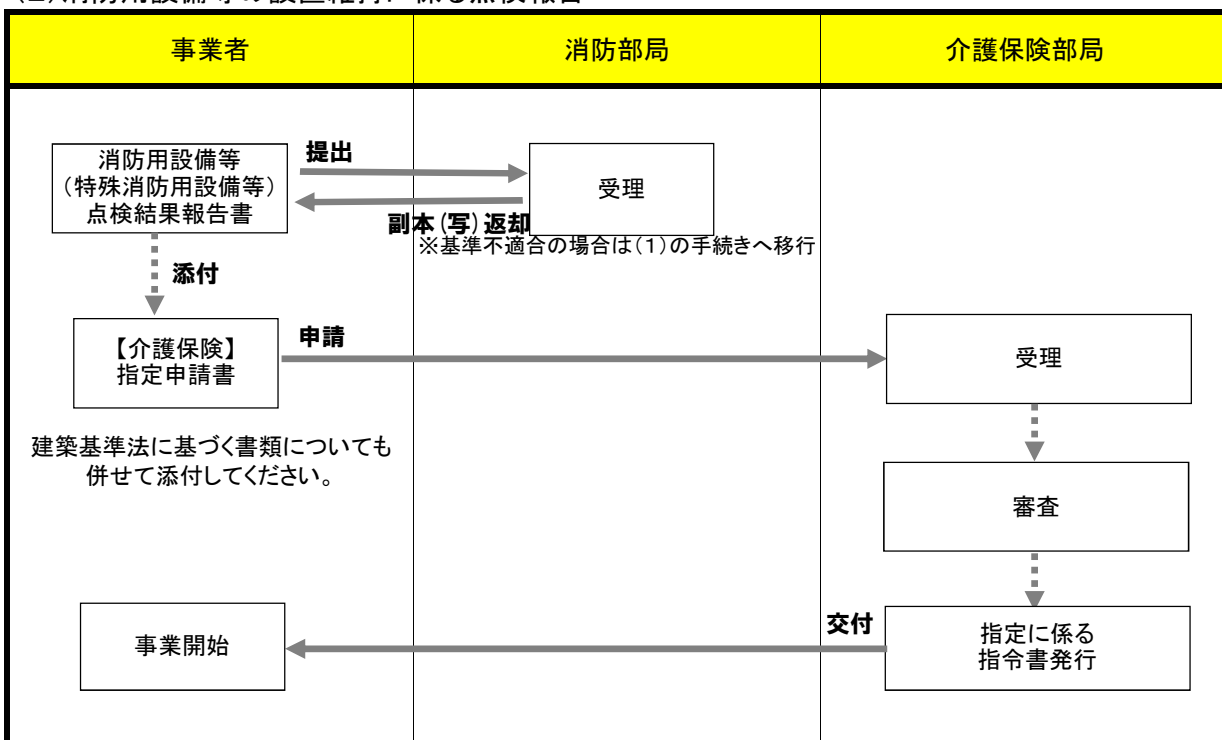 事業者
消防部局
介護保険部局
消防用設備等
（特殊消防用設備等）
点検結果報告書
提出
受理
副本（写）返却
※基準不適合の場合は（1）の手続きへ移行
添付
【介護保険】
指定申請書
申請
受理
建築基準法に基づく書類についても
併せて添付してください。
審査
交付
指定に係る
指令書発行
事業開始